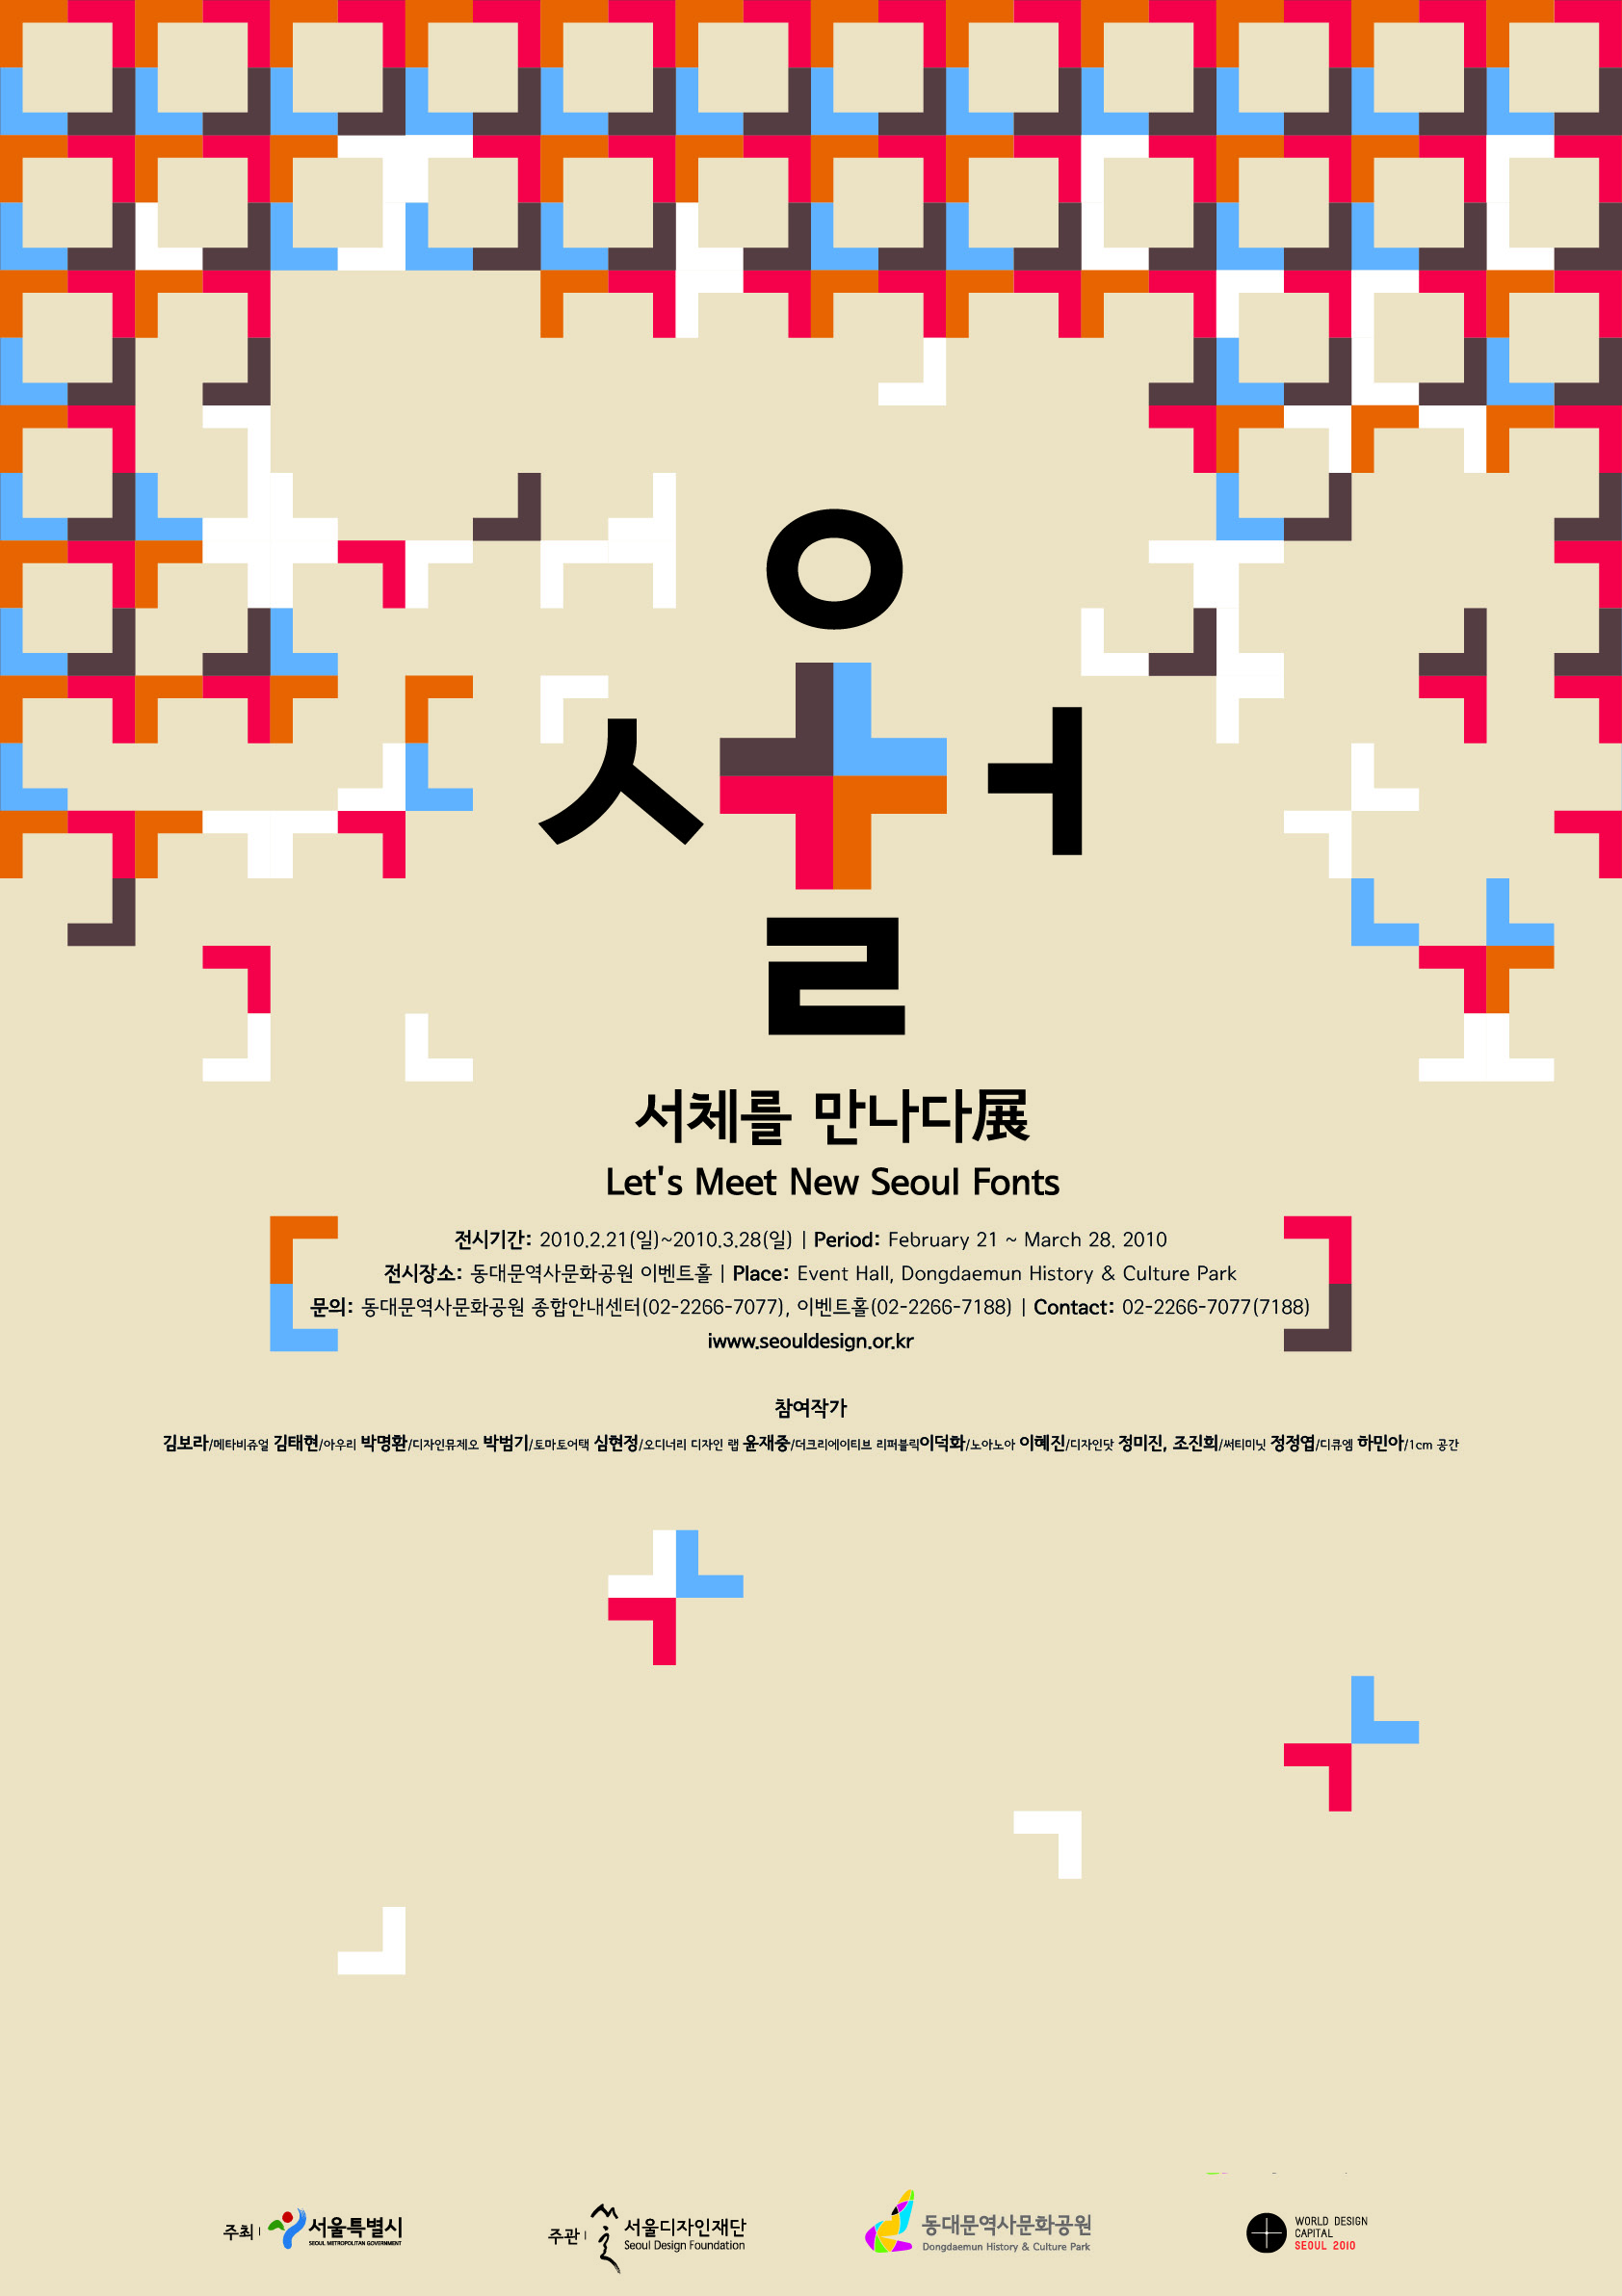 서울
서체를 만나다展
Let's Meet New Seoul Fonts
전시기간: 2010.2.21(일)~2010.3.28(일) | Period: February 21 ~ March 28. 2010
전시장소: 동대문역사문화공원 이벤트홀 | Place: Event Hall, Dongdaemun History & Culture Park
문의: 동대문역사문화공원 종합안내센터(02-2266-7077), 이벤트홀(02-2266-7188) | Contact: 02-2266-7077(7188)
iwww.seouldesign.or.kr
참여작가
김보라/메타비쥬얼 김태현/아우리 박명환/디자인뮤제오 박범기/토마토어택 심현정/오디너리 디자인 랩 윤재중/더크리에이티브 리퍼블릭이덕화/노아노아 이혜진/디자인닷 정미진, 조진희/써티미닛 정정엽/디큐엠 하민아/1cm 공간
주최 | 서울특별시
SEOUL METROPOLITAN GOVERNMENT
주관 | 서울디자인재단
Seoul Design Foundation
동대문역사문화공원
Dongdaemun History & Culture Park
WORLD DESIGN
CAPITAL
SEOUL 2010